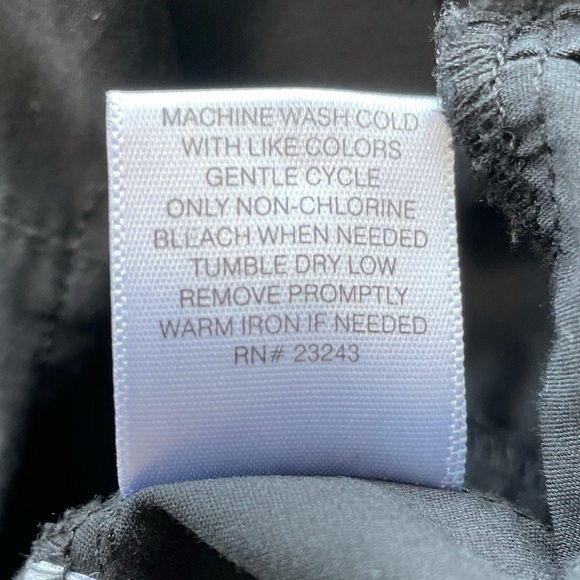 MACHINE WASH COLD
WITH LIKE COLORS
GENTLE CYCLE
ONLY NON-CHLORINE
BLEACH WHEN NEEDED
TUMBLE DRY LOW
REMOVE PROMPTLY
WARM IRON IF NEEDED
RN# 23243